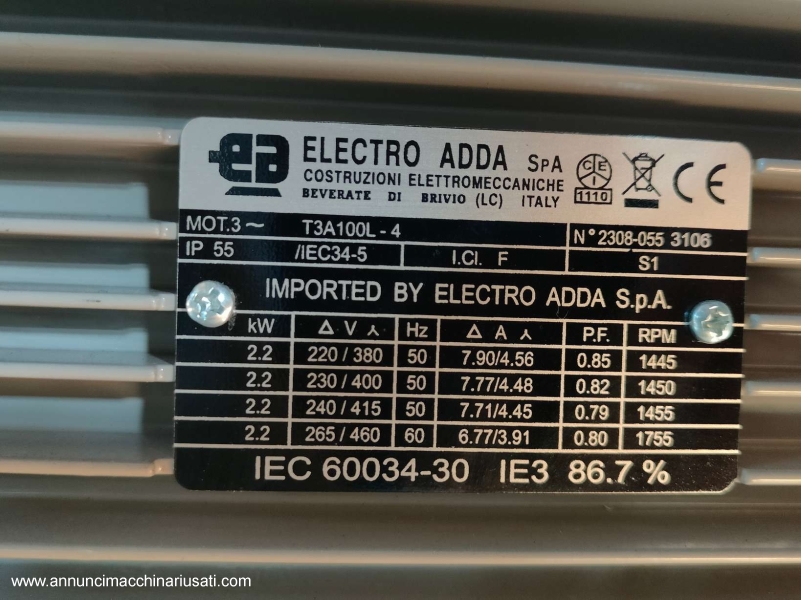 ea ELECTRO ADDA SpA
COSTRUZIONI ELETTROMECCANICHE
BEVERATE DI BRIVIO (LC) ITALY
CEI
1110
CE
MOT.3~ T3A100L-4 N° 2308-055 3106
IP 55 /IEC34-5 I.Cl. F S1
IMPORTED BY ELECTRO ADDA S.p.A.
kW Δ V ⅄ Hz Δ A ⅄ P.F. RPM
2.2 220 / 380 50 7.90/4.56 0.85 1445
2.2 230 / 400 50 7.77/4.48 0.82 1450
2.2 240 / 415 50 7.71/4.45 0.79 1455
2.2 265 / 460 60 6.77/3.91 0.80 1755
IEC 60034-30 IE3 86.7 %
www.annuncimacchinariusati.com